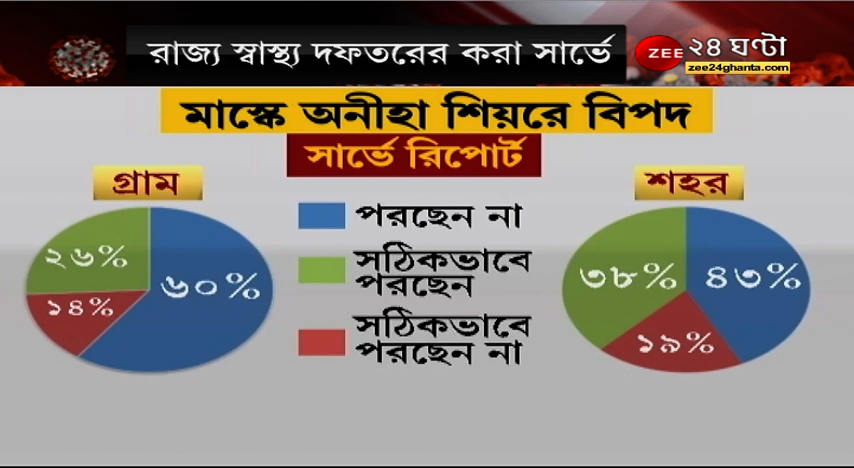 রাজ্য স্বাস্থ্য দফতরের করা সার্ভে
ZEE ২৪ ঘণ্টা
zee24ghanta.com
মাস্কে অনীহা শিয়রে বিপদ
সার্ভে রিপোর্ট
গ্রাম
২৬%
১৪%
৬০%
পরছেন না
সঠিকভাবে
পরছেন
সঠিকভাবে
পরছেন না
শহর
৩৮%
৪৩%
১৯%